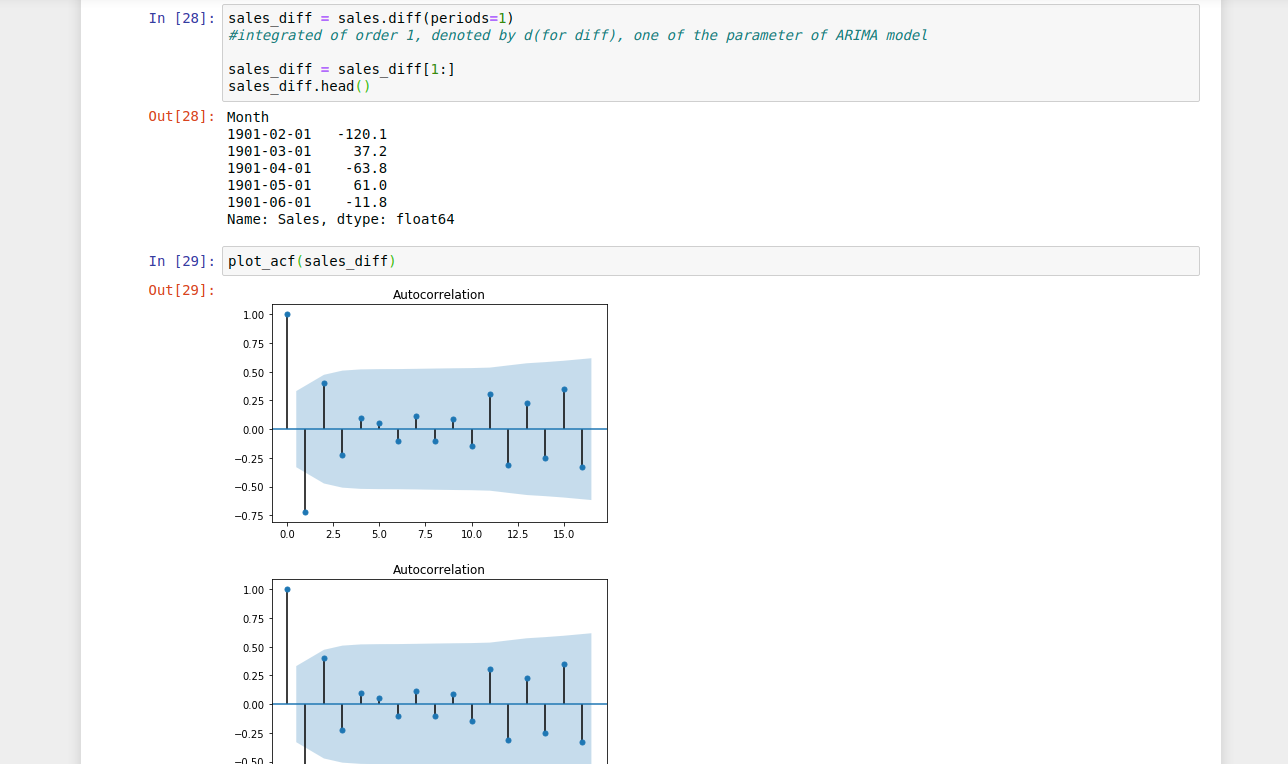 In [28]: sales_diff = sales.diff(periods=1)
#integrated of order 1, denoted by d(for diff), one of the parameter of ARIMA model
sales_diff = sales_diff[1:]
sales_diff.head()
Out[28]: Month
1901-02-01 -120.1
1901-03-01 37.2
1901-04-01 -63.8
1901-05-01 61.0
1901-06-01 -11.8
Name: Sales, dtype: float64
In [29]: plot_acf(sales_diff)
Out[29]:
Autocorrelation
1.00
0.75
0.50
0.25
0.00
−0.25
−0.50
−0.75
0.0 2.5 5.0 7.5 10.0 12.5 15.0
Autocorrelation
1.00
0.75
0.50
0.25
0.00
−0.25
−0.50